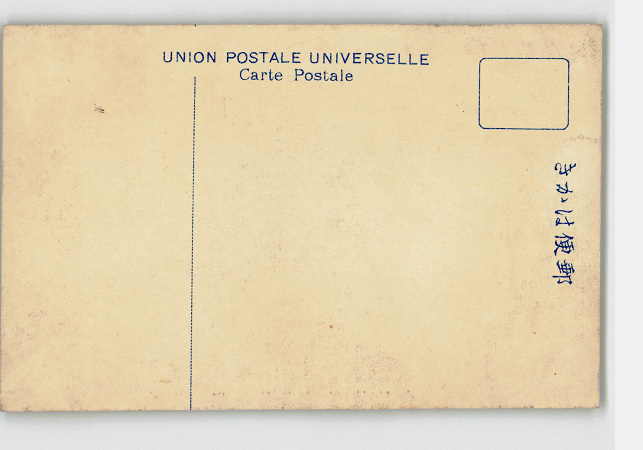 UNION POSTALE UNIVERSELLE
Carte Postale
郵便はがき